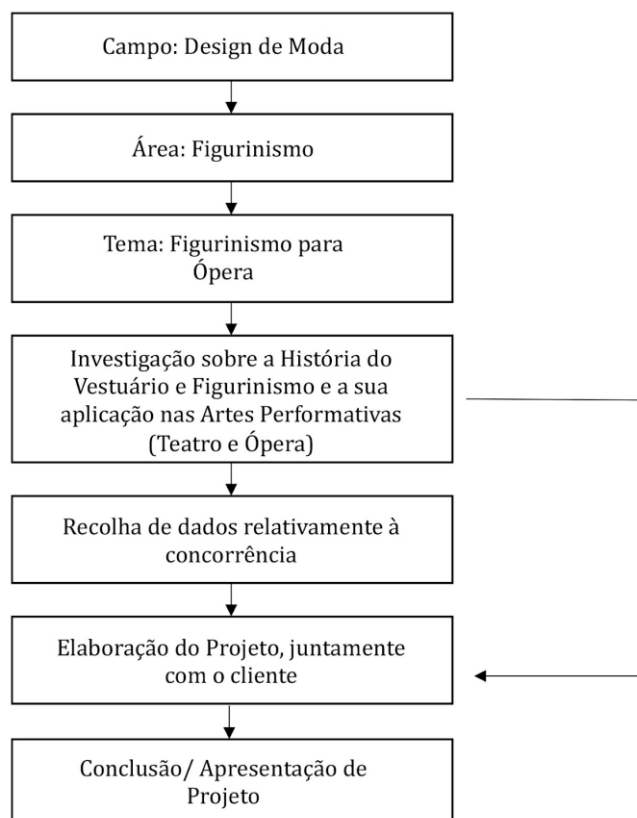 Campo: Design de Moda
Área: Figurinismo
Tema: Figurinismo para
Ópera
Investigação sobre a História do
Vestuário e Figurinismo e a sua
aplicação nas Artes Performativas
(Teatro e Ópera)
Recolha de dados relativamente à
concorrência
Elaboração do Projeto, juntamente
com o cliente
Conclusão/ Apresentação de
Projeto